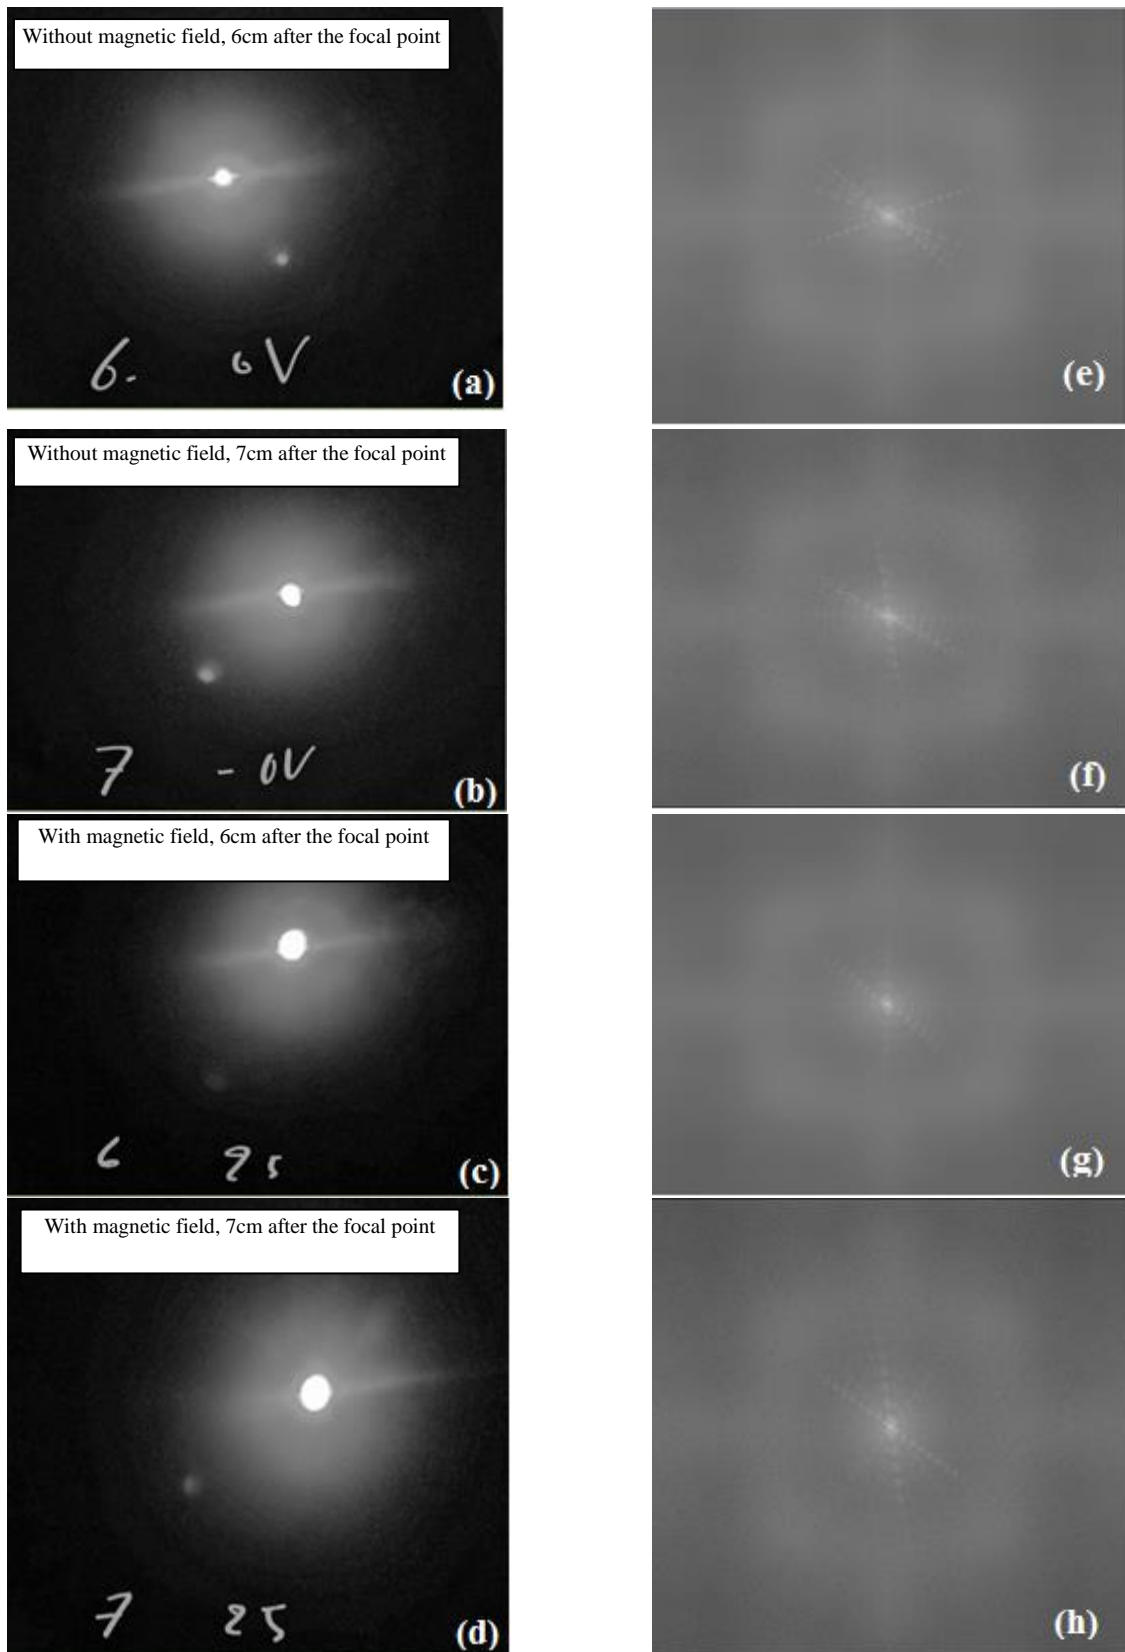 Without magnetic field, 6cm after the focal point
6. 0V
(a)
(e)
Without magnetic field, 7cm after the focal point
7 - 0V
(b)
(f)
With magnetic field, 6cm after the focal point
6 25
(c)
(g)
With magnetic field, 7cm after the focal point
7 25
(d)
(h)